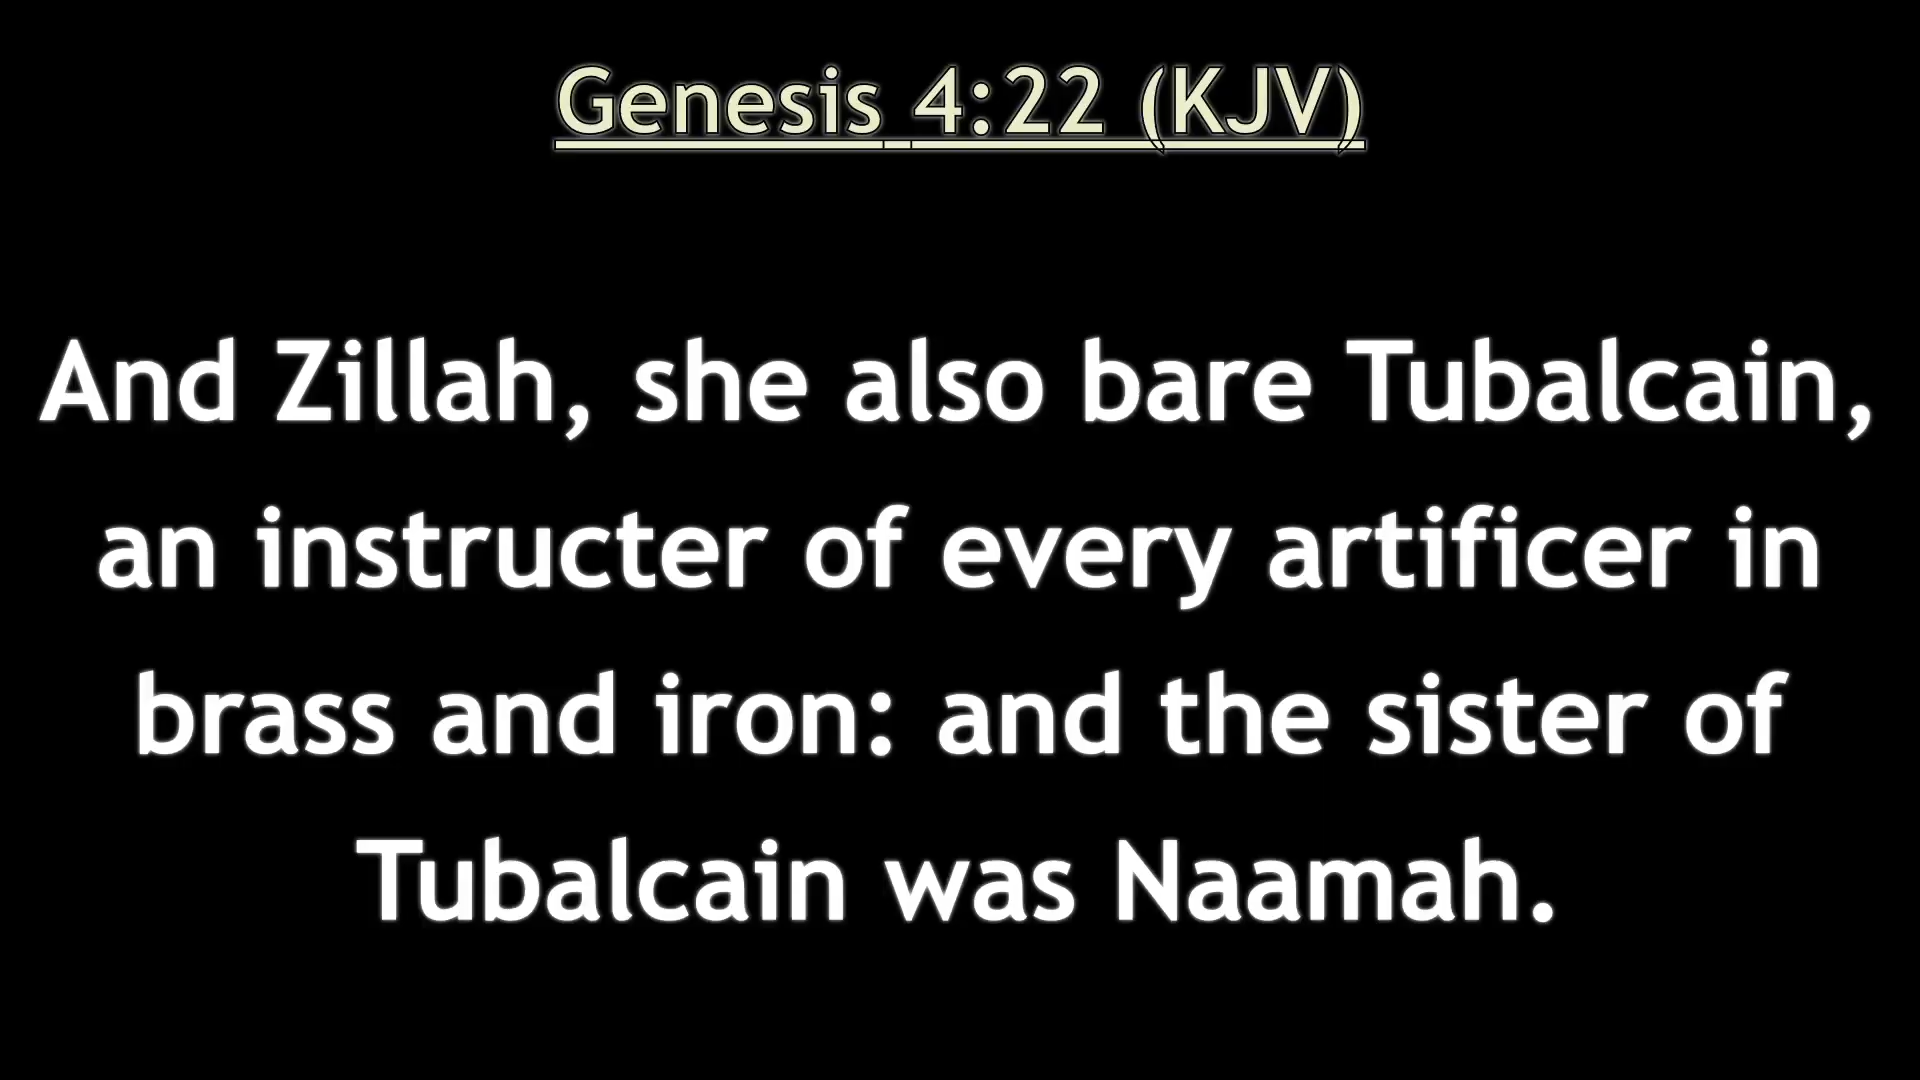 Genesis 4:22 (KJV)
And Zillah, she also bare Tubalcain,
an instructer of every artificer in
brass and iron: and the sister of
Tubalcain was Naamah.